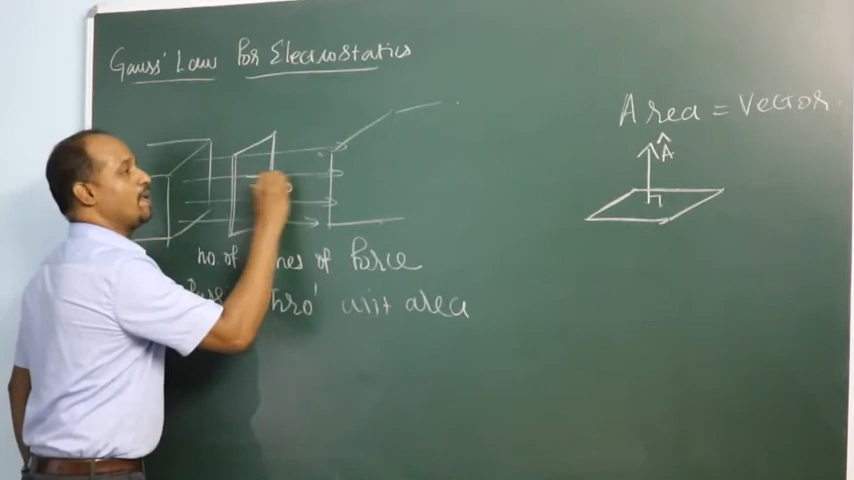 Gauss' Law for Electrostatics
Area = Vector
Â
no of lines of force
thro' unit area